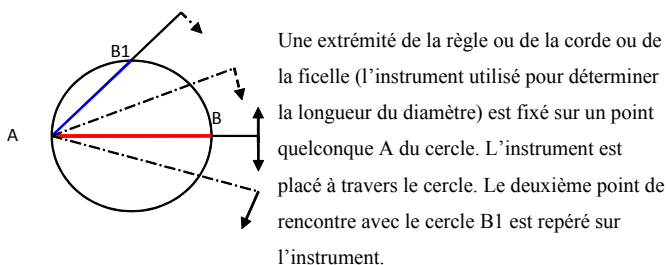 B1
B
A
Une extrémité de la règle ou de la corde ou de
la ficelle (l’instrument utilisé pour déterminer
la longueur du diamètre) est fixé sur un point
quelconque A du cercle. L’instrument est
placé à travers le cercle. Le deuxième point de
rencontre avec le cercle B1 est repéré sur
l’instrument.